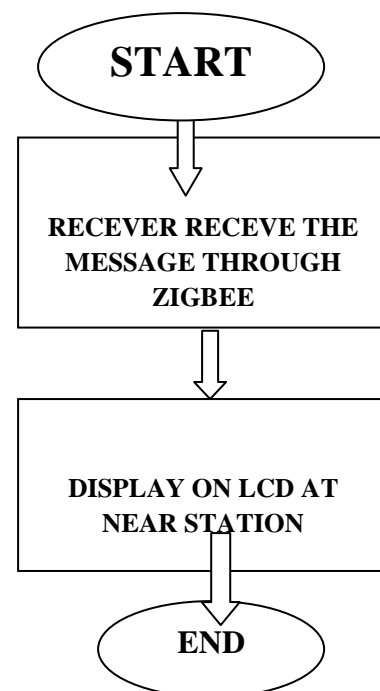 START
RECEVER RECEVE THE
MESSAGE THROUGH
ZIGBEE
DISPLAY ON LCD AT
NEAR STATION
END